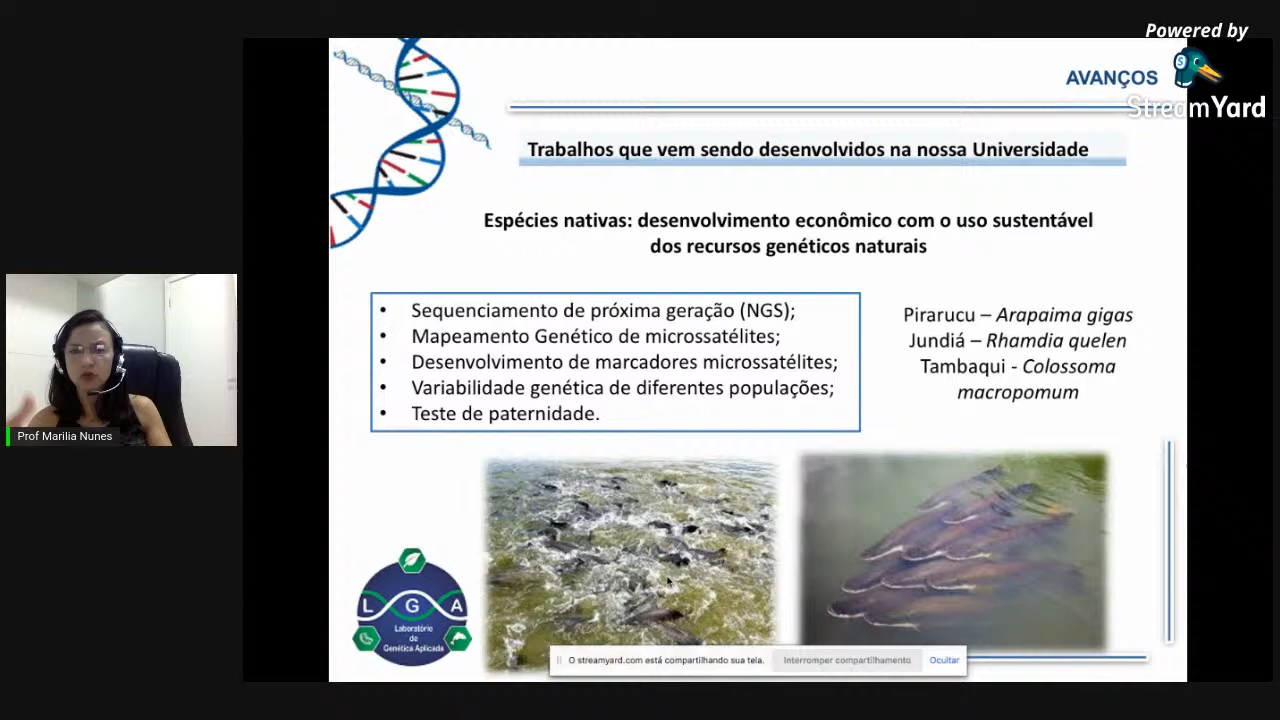 Powered by
StreamYard
AVANÇOS
Trabalhos que vem sendo desenvolvidos na nossa Universidade
Espécies nativas: desenvolvimento econômico com o uso sustentável
dos recursos genéticos naturais
• Sequenciamento de próxima geração (NGS);
• Mapeamento Genético de microssatélites;
• Desenvolvimento de marcadores microssatélites;
• Variabilidade genética de diferentes populações;
• Teste de paternidade.
Pirarucu – Arapaima gigas
Jundiá – Rhamdia quelen
Tambaqui - Colossoma
macropomum
Prof Marilia Nunes
L G A
Laboratório
de
Genética Aplicada
O streamyard.com está compartilhando sua tela.
Interromper compartilhamento
Ocultar